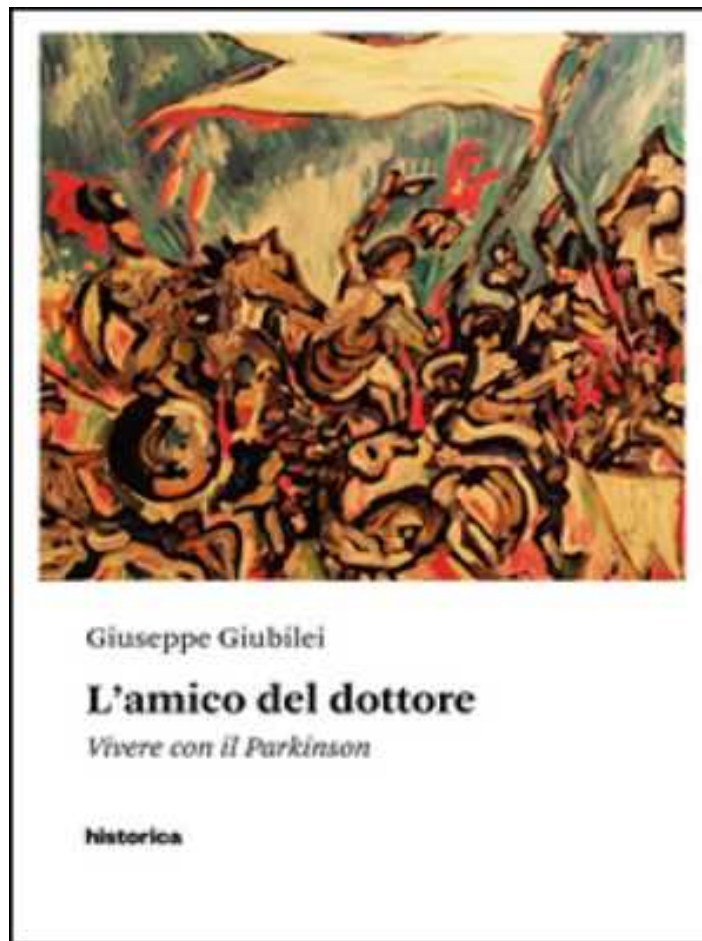 Giuseppe Giubilei
L'amico del dottore
Vivere con il Parkinson
historica